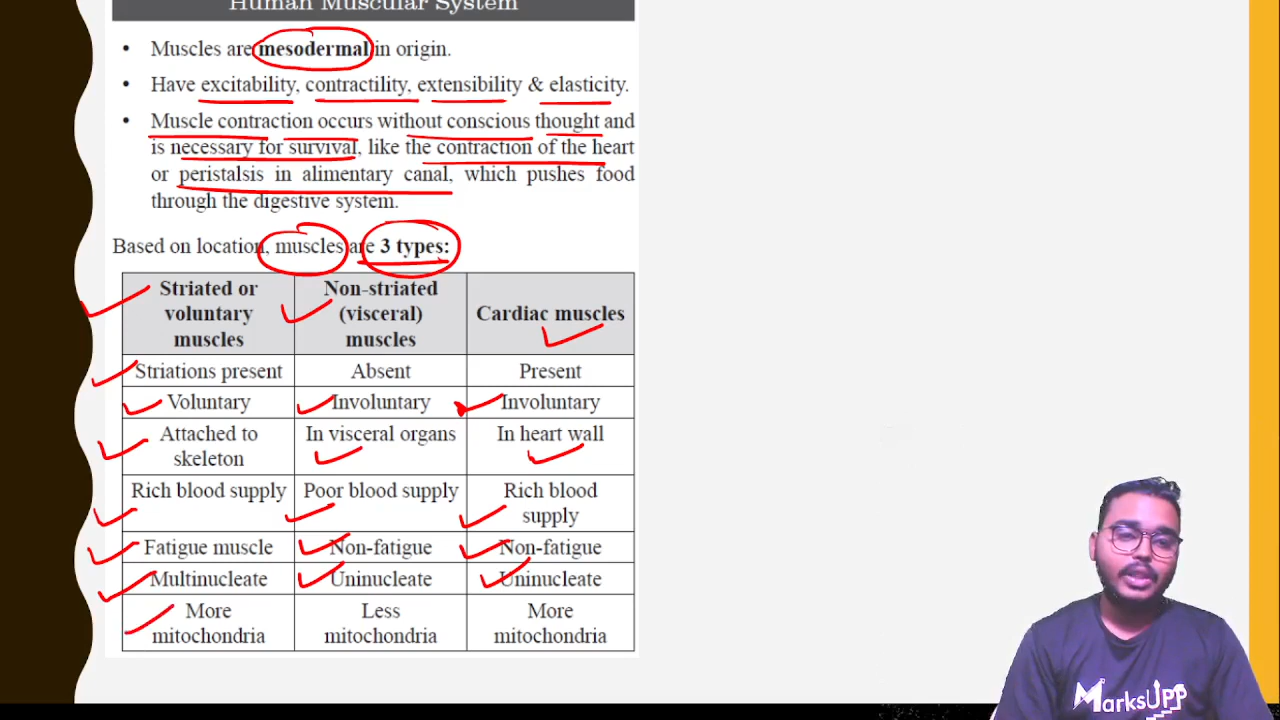 Human Muscular System
• Muscles are mesodermal in origin.
• Have excitability, contractility, extensibility & elasticity.
• Muscle contraction occurs without conscious thought and
is necessary for survival, like the contraction of the heart
or peristalsis in alimentary canal, which pushes food
through the digestive system.
Based on location, muscles are 3 types:
Striated or voluntary muscles
Non-striated (visceral) muscles
Cardiac muscles
Striations present
Absent
Present
Voluntary
Involuntary
Involuntary
Attached to skeleton
In visceral organs
In heart wall
Rich blood supply
Poor blood supply
Rich blood supply
Fatigue muscle
Non-fatigue
Non-fatigue
Multinucleate
Uninucleate
Uninucleate
More mitochondria
Less mitochondria
More mitochondria
MarksUpp